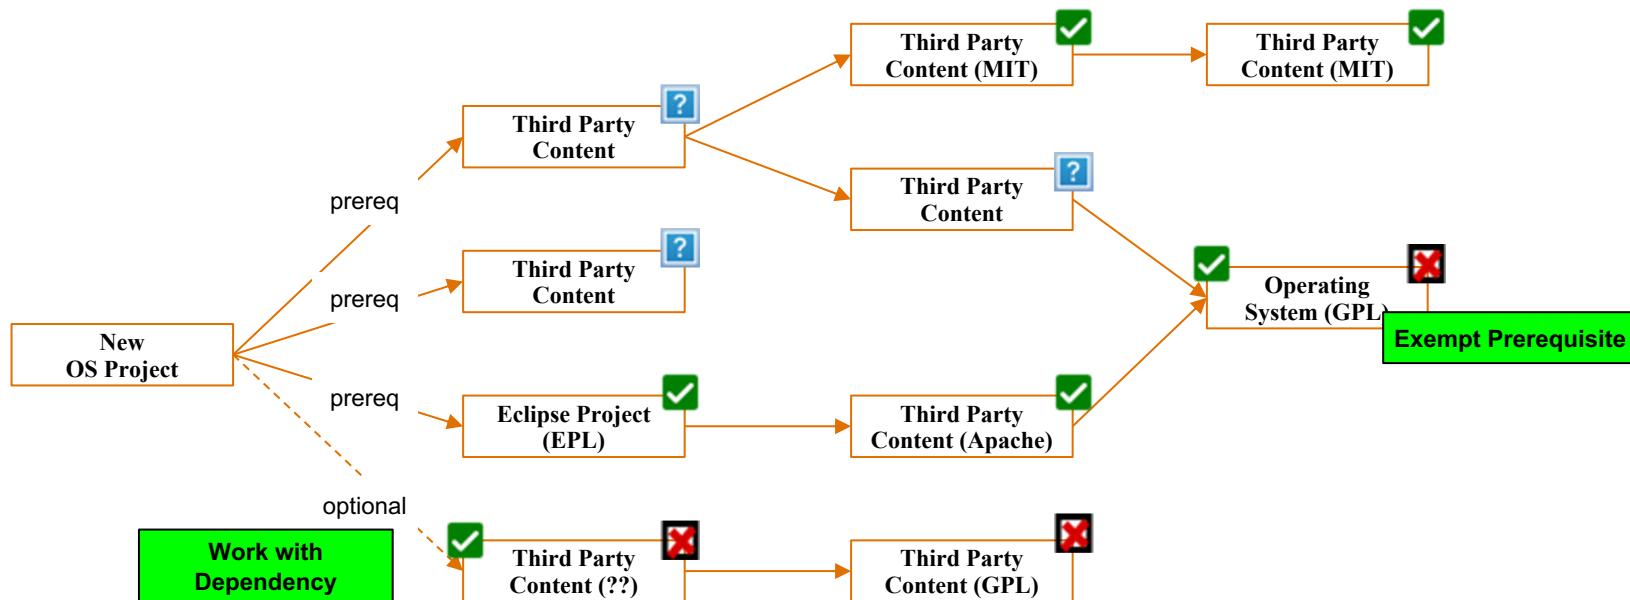 Third Party
Content (MIT)
Third Party
Content (MIT)
?
Third Party
Content
?
Third Party
Content
prereq
?
Third Party
Content
prereq
Operating
System (GPL)
Exempt Prerequisite
New
OS Project
prereq
Eclipse Project
(EPL)
Third Party
Content (Apache)
optional
Work with
Dependency
Third Party
Content (??)
Third Party
Content (GPL)